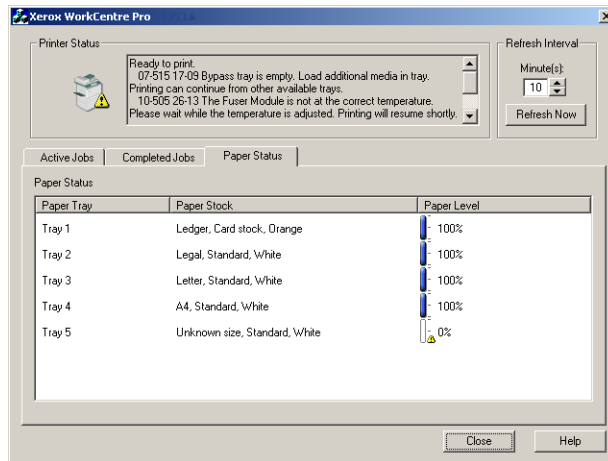 Xerox WorkCentre Pro
Printer Status
Ready to print.
07-515 17-09 Bypass tray is empty. Load additional media in tray.
Printing can continue from other available trays.
10-505 26-13 The Fuser Module is not at the correct temperature.
Please wait while the temperature is adjusted. Printing will resume shortly.
Refresh Interval
Minute(s):
10
Refresh Now
Active Jobs Completed Jobs Paper Status
Paper Status
Paper Tray Paper Stock Paper Level
Tray 1 Ledger, Card stock, Orange 100%
Tray 2 Legal, Standard, White 100%
Tray 3 Letter, Standard, White 100%
Tray 4 A4, Standard, White 100%
Tray 5 Unknown size, Standard, White 0%
Close Help